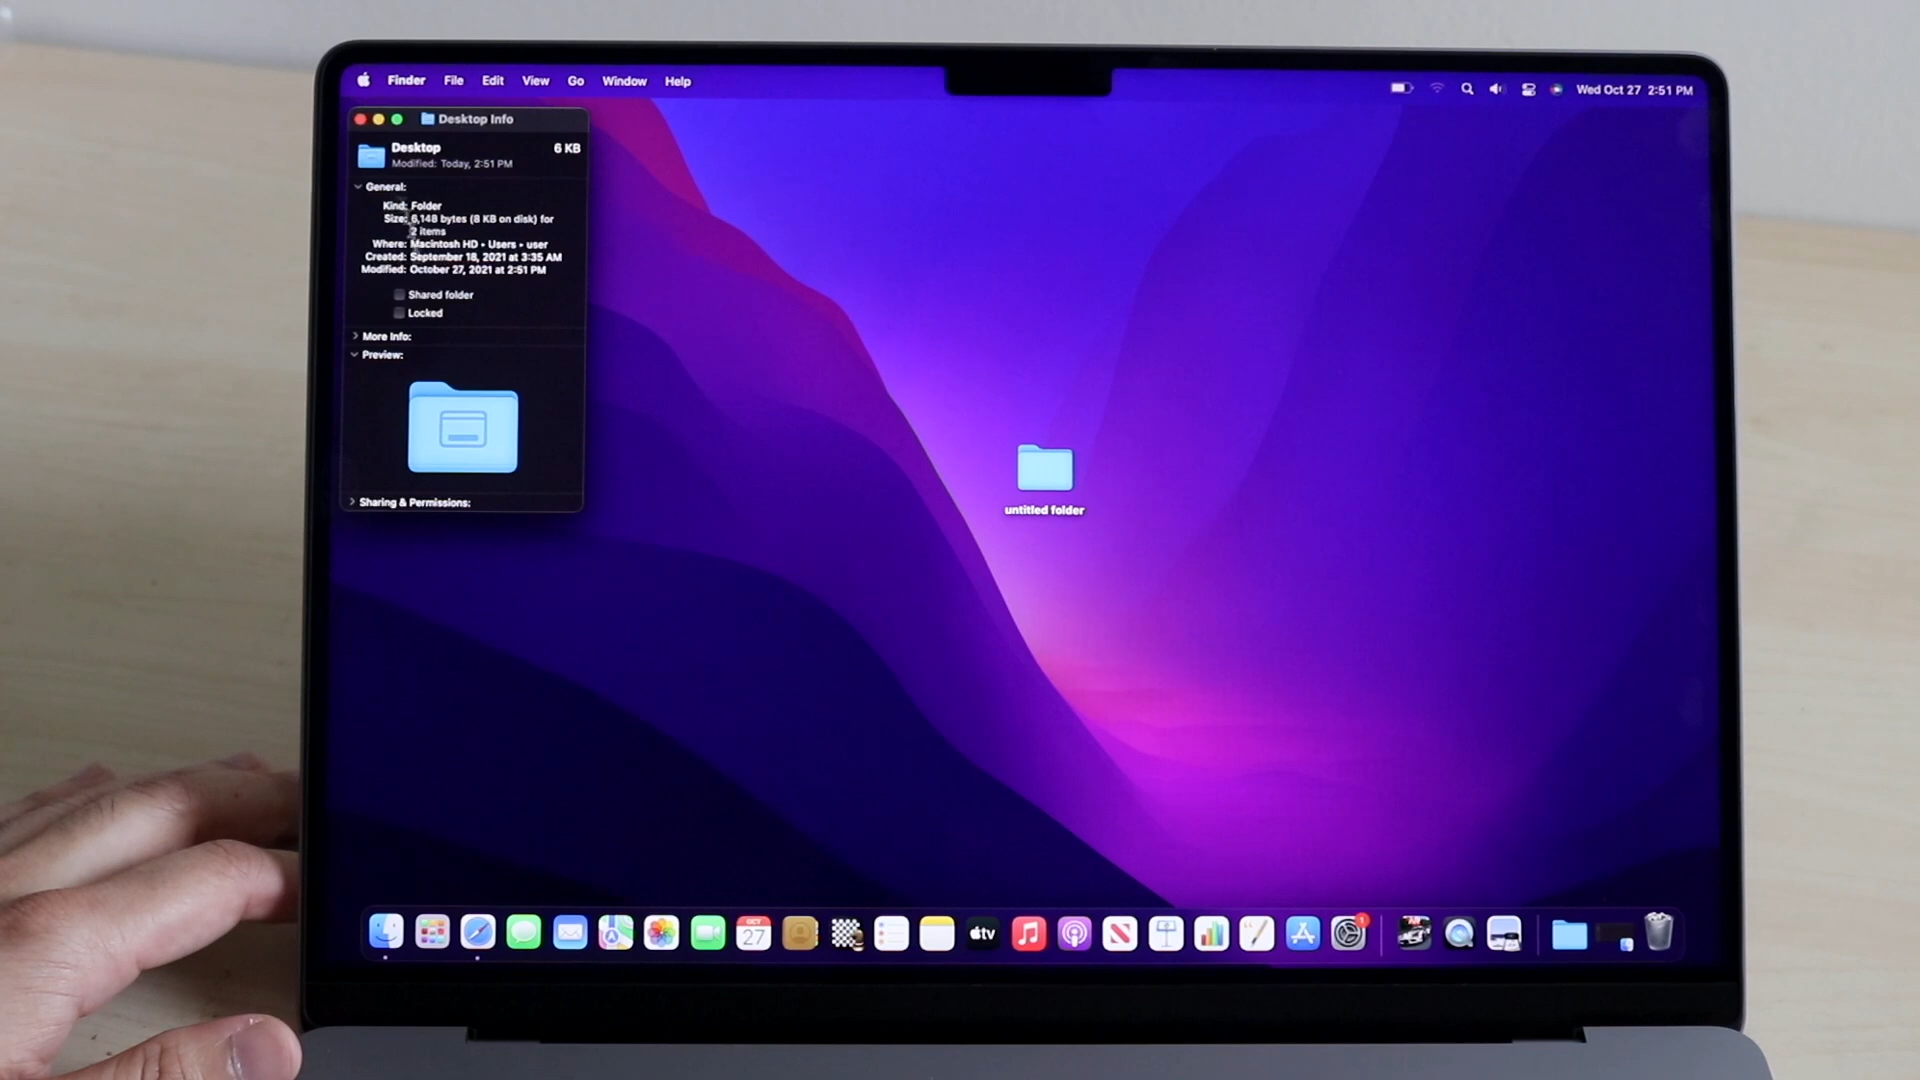 Finder File Edit View Go Window Help
Wed Oct 27 2:51 PM
Desktop Info
Desktop 6 KB
Modified: Today, 2:51 PM
General:
Kind: Folder
Size: 6,148 bytes (8 KB on disk) for
2 items
Where: Macintosh HD • Users • user
Created: September 18, 2021 at 3:35 AM
Modified: October 27, 2021 at 2:51 PM
Shared folder
Locked
More Info:
Preview:
Sharing & Permissions:
untitled folder
OCT
27
tv
1